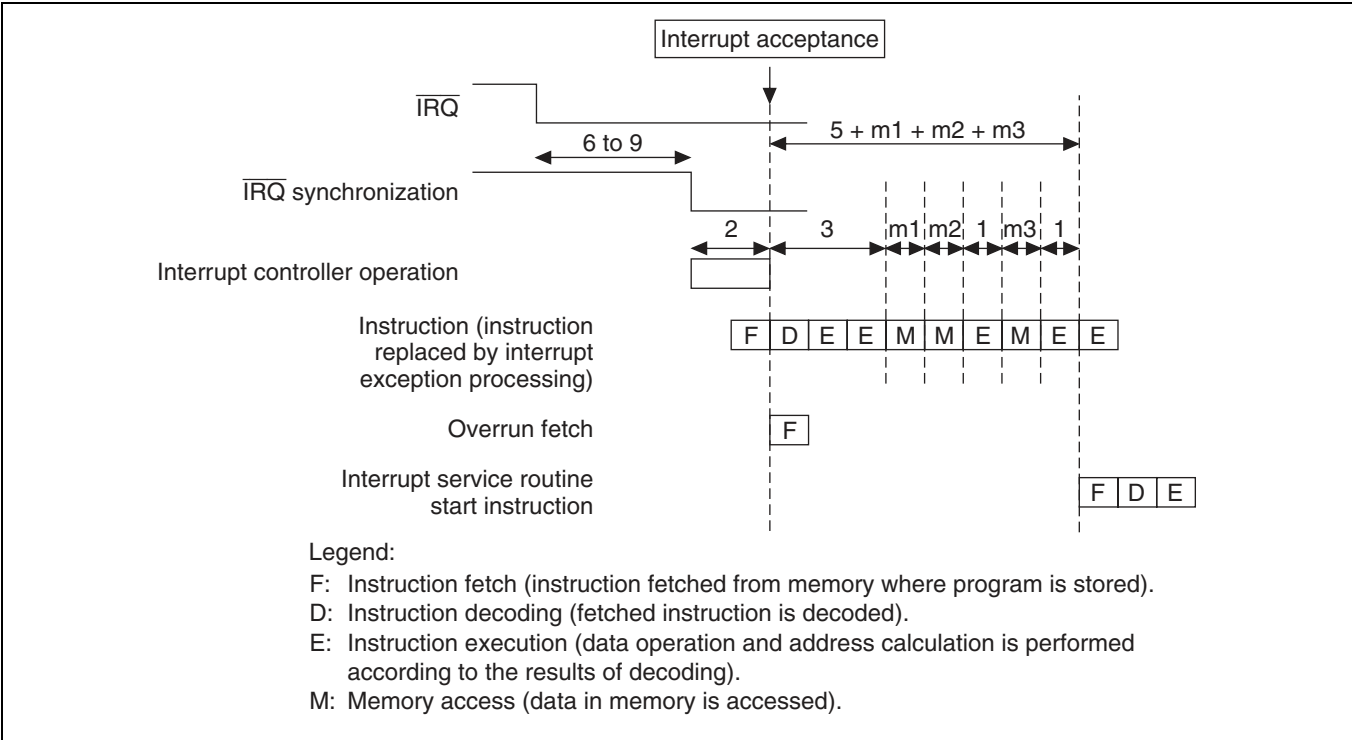 Interrupt acceptance
IRQ
5 + m1 + m2 + m3
6 to 9
IRQ synchronization
2 3 m1 m2 1 m3 1
Interrupt controller operation
Instruction (instruction
replaced by interrupt
exception processing)
F D E E M M E M E E
Overrun fetch
F
Interrupt service routine
start instruction
F D E
Legend:
F: Instruction fetch (instruction fetched from memory where program is stored).
D: Instruction decoding (fetched instruction is decoded).
E: Instruction execution (data operation and address calculation is performed
according to the results of decoding).
M: Memory access (data in memory is accessed).